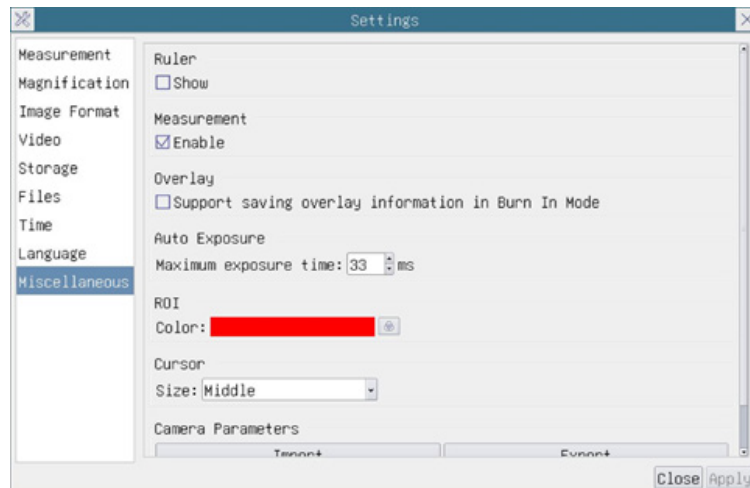 Settings
Measurement
Magnification
Image Format
Video
Storage
Files
Time
Language
Miscellaneous
Ruler
Show
Measurement
Enable
Overlay
Support saving overlay information in Burn In Mode
Auto Exposure
Maximum exposure time: 33 ms
ROI
Color:
Cursor
Size: Middle
Camera Parameters
Import Export
Close Apply